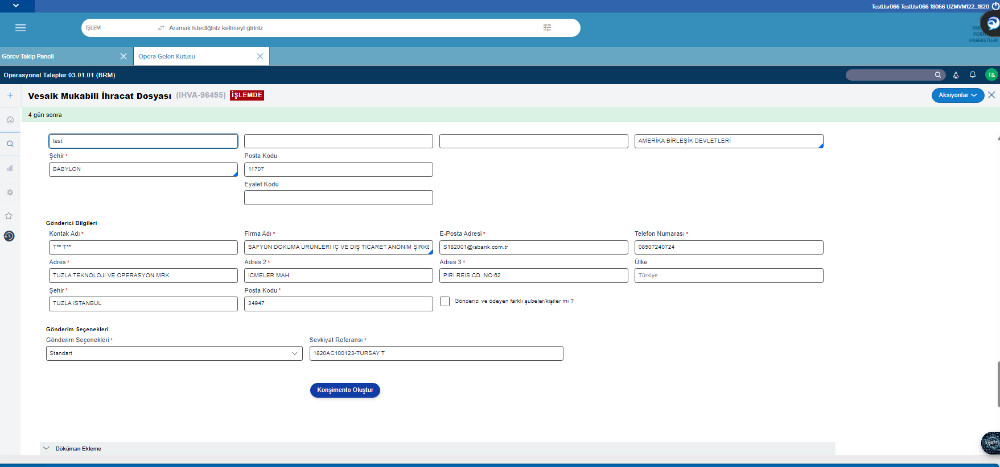 TestUsr066 TestUsr066 18066 UZMVM122_1820
İŞLEM
Aramak istediğiniz kelimeyi giriniz
HAREKETLERİ
Görev Takip Paneli
Opera Gelen Kutusu
Operasyonel Talepler 03.01.01 (BRM)
T&
Vesaik Mukabili İhracat Dosyası (IHVA-96495) İŞLEMDE
Aksiyonlar
4 gün sonra
test
AMERİKA BİRLEŞİK DEVLETLERİ
Şehir *
Posta Kodu
BABYLON
11707
Eyalet Kodu
Gönderici Bilgileri
Kontak Adı *
Firma Adı *
E-Posta Adresi *
Telefon Numarası *
T** T**
SAFYÜN DOKUMA ÜRÜNLERİ İÇ VE DIŞ TİCARET ANONİM ŞİRKE
S182001@isbank.com.tr
08507240724
Adres *
Adres 2 *
Adres 3 *
Ülke
TUZLA TEKNOLOJI VE OPERASYON MRK.
ICMELER MAH.
PIRI REIS CD. NO:62
Türkiye
Şehir *
Posta Kodu *
TUZLA ISTANBUL
34947
Gönderici ve ödeyen farklı şubeler/kişiler mi ?
Gönderim Seçenekleri
Gönderim Seçenekleri *
Sevkiyat Referansı *
Standart
1820AC100123-TURSAY T
Konşimento Oluştur
Döküman Ekleme